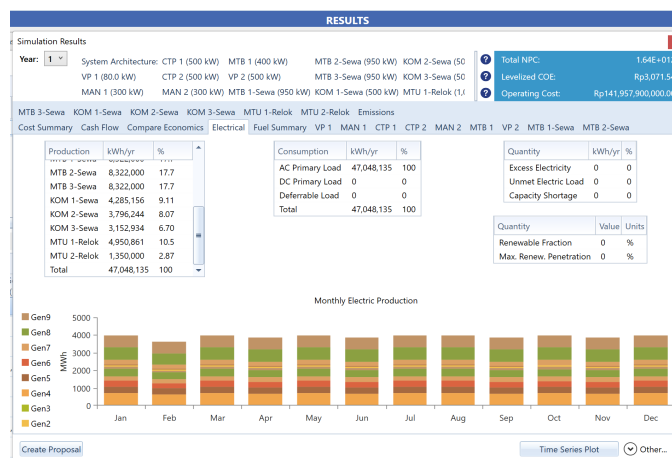 RESULTS
Simulation Results
Year: 1
System Architecture: CTP 1 (500 kW) MTB 1 (400 kW) MTB 2-Sewa (950 kW) KOM 2-Sewa (50
VP 1 (80.0 kW) CTP 2 (500 kW) VP 2 (500 kW) MTB 3-Sewa (950 kW) KOM 3-Sewa (50
MAN 1 (300 kW) MAN 2 (300 kW) MTB 1-Sewa (950 kW) KOM 1-Sewa (500 kW) MTU 1-Relok (1,
Total NPC: 1.64E+01
Levelized COE: Rp3,071.5
Operating Cost: Rp141,957,900,000.0
MTB 3-Sewa KOM 1-Sewa KOM 2-Sewa KOM 3-Sewa MTU 1-Relok MTU 2-Relok Emissions
Cost Summary Cash Flow Compare Economics Electrical Fuel Summary VP 1 MAN 1 CTP 1 CTP 2 MAN 2 MTB 1 VP 2 MTB 1-Sewa MTB 2-Sewa
Production kWh/yr %
MTB 1-Sewa 8,322,000 17.7
MTB 2-Sewa 8,322,000 17.7
MTB 3-Sewa 8,322,000 17.7
KOM 1-Sewa 4,285,156 9.11
KOM 2-Sewa 3,796,244 8.07
KOM 3-Sewa 3,152,934 6.70
MTU 1-Relok 4,950,861 10.5
MTU 2-Relok 1,350,000 2.87
Total 47,048,135 100
Consumption kWh/yr %
AC Primary Load 47,048,135 100
DC Primary Load 0 0
Deferrable Load 0 0
Total 47,048,135 100
Quantity kWh/yr %
Excess Electricity 0 0
Unmet Electric Load 0 0
Capacity Shortage 0 0
Quantity Value Units
Renewable Fraction 0 %
Max. Renew. Penetration 0 %
Monthly Electric Production
Gen9
Gen8
Gen7
Gen6
Gen5
Gen4
Gen3
Gen2
MWh
5000
4000
3000
2000
1000
0
Jan Feb Mar Apr May Jun Jul Aug Sep Oct Nov Dec
Create Proposal
Time Series Plot
Other...